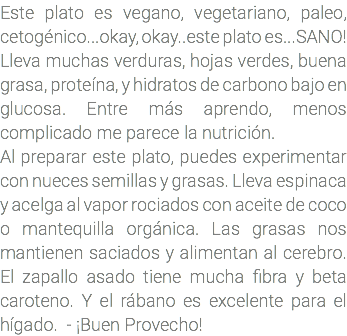 Este plato es vegano, vegetariano, paleo,
cetogénico...okay, okay..este plato es...SANO!
Lleva muchas verduras, hojas verdes, buena
grasa, proteína, y hidratos de carbono bajo en
glucosa. Entre más aprendo, menos
complicado me parece la nutrición.
Al preparar este plato, puedes experimentar
con nueces semillas y grasas. Lleva espinaca
y acelga al vapor rociados con aceite de coco
o mantequilla orgánica. Las grasas nos
mantienen saciados y alimentan al cerebro.
El zapallo asado tiene mucha fibra y beta
caroteno. Y el rábano es excelente para el
hígado. - ¡Buen Provecho!